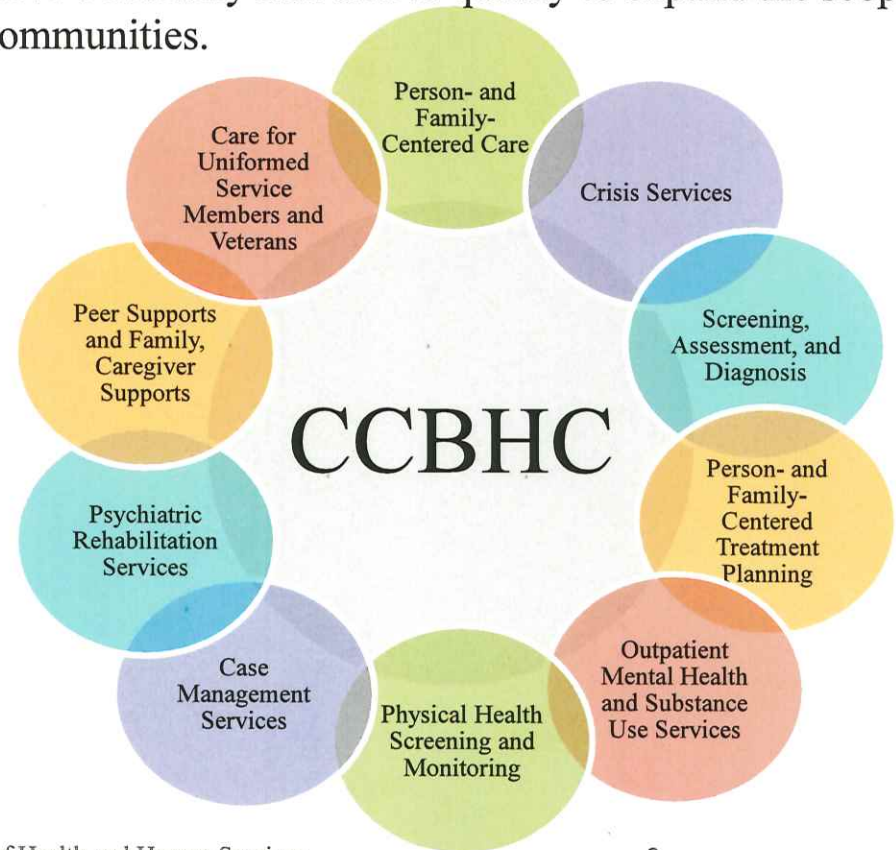 ommunities.
Person- and
Family-
Centered Care
Crisis Services
Screening,
Assessment, and
Diagnosis
Person- and
Family-
Centered
Treatment
Planning
Outpatient
Mental Health
and Substance
Use Services
Physical Health
Screening and
Monitoring
Case
Management
Services
Psychiatric
Rehabilitation
Services
Peer Supports
and Family,
Caregiver
Supports
Care for
Uniformed
Service
Members and
Veterans
CCBHC